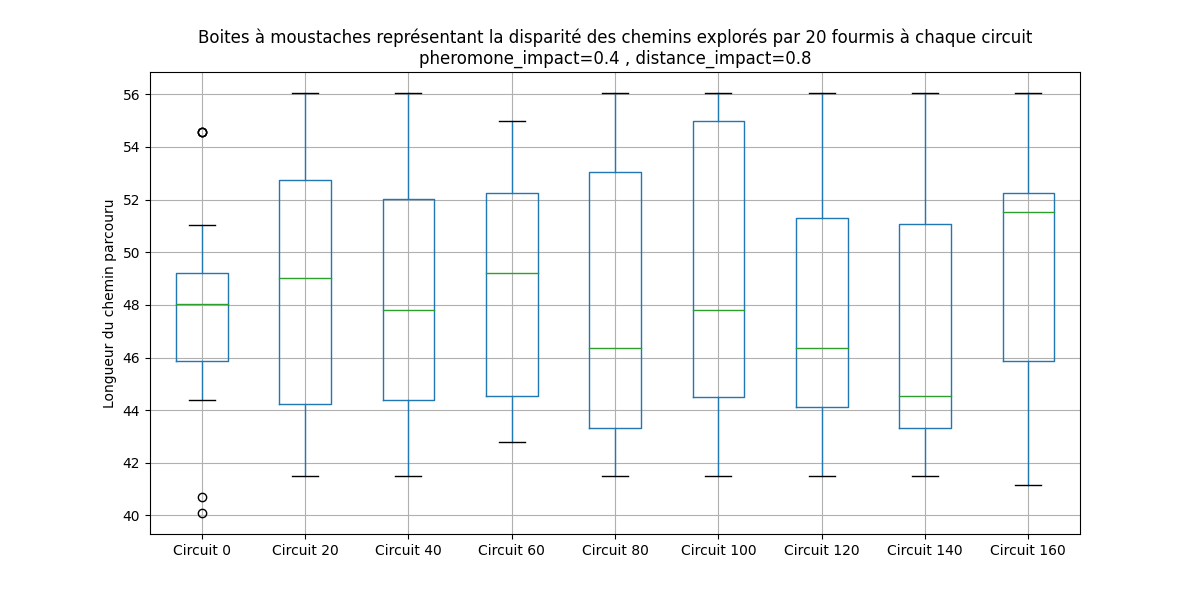 Boites à moustaches représentant la disparité des chemins explorés par 20 fourmis à chaque circuit
pheromone_impact=0.4 , distance_impact=0.8
Longueur du chemin parcouru
56
54
52
50
48
46
44
42
40
Circuit 0 Circuit 20 Circuit 40 Circuit 60 Circuit 80 Circuit 100 Circuit 120 Circuit 140 Circuit 160